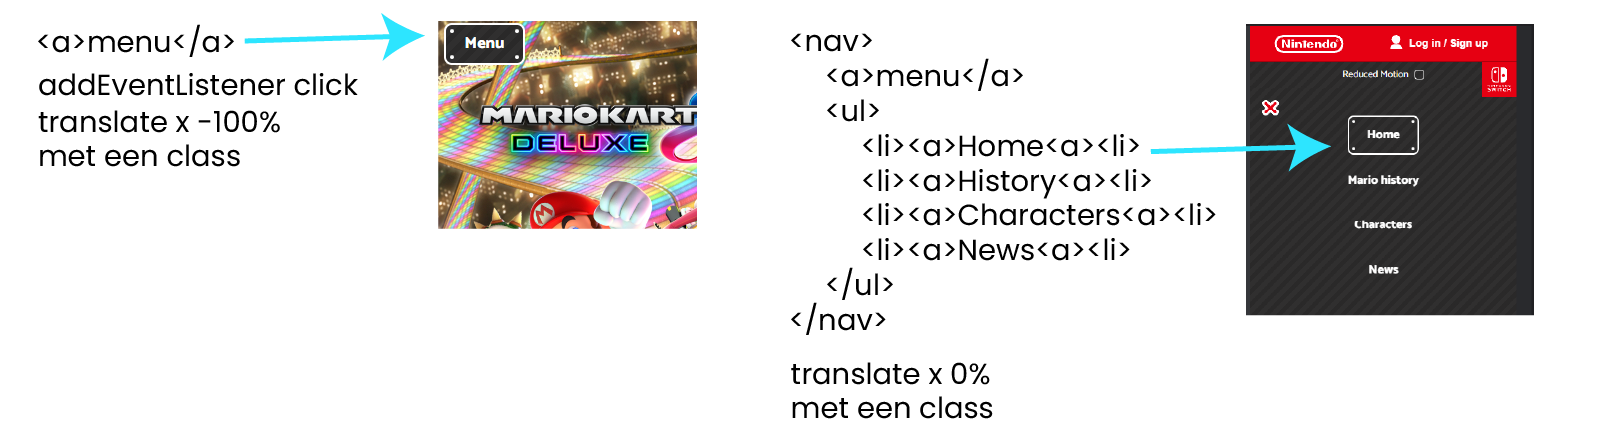 <a>menu</a>
addEventListener click
translate x -100%
met een class
Menu
MARIOKART
DELUXE
M
<nav>
<a>menu</a>
<ul>
<li><a>Home<a><li>
<li><a>History<a><li>
<li><a>Characters<a><li>
<li><a>News<a><li>
</ul>
</nav>
translate x 0%
met een class
Nintendo
Log in / Sign up
Reduced Motion
NINTENDO
SWITCH
Home
Mario history
Characters
News